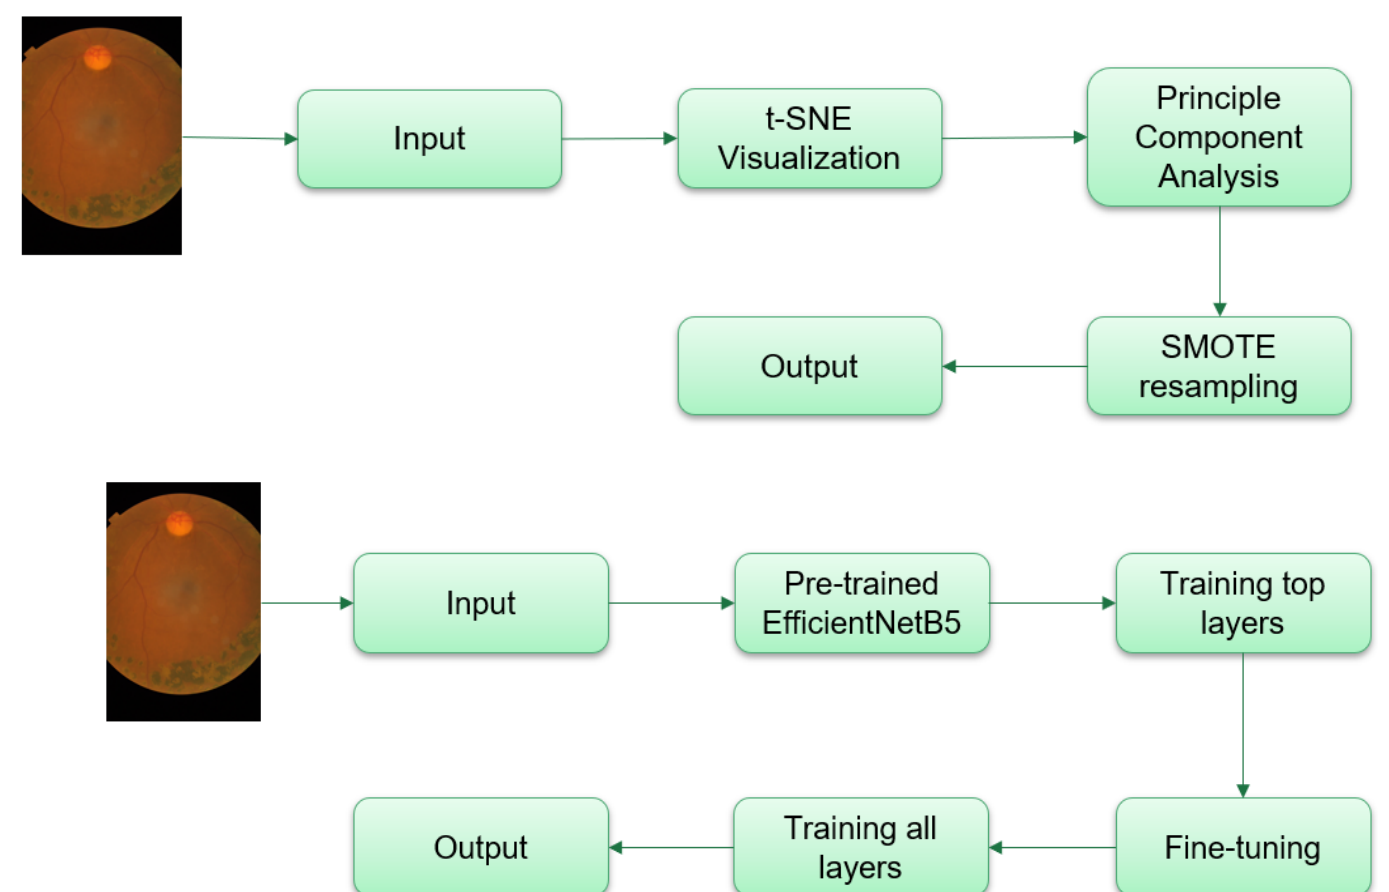 Input
t-SNE
Visualization
Principle
Component
Analysis
SMOTE
resampling
Output
Input
Pre-trained
EfficientNetB5
Training top
layers
Fine-tuning
Training all
layers
Output